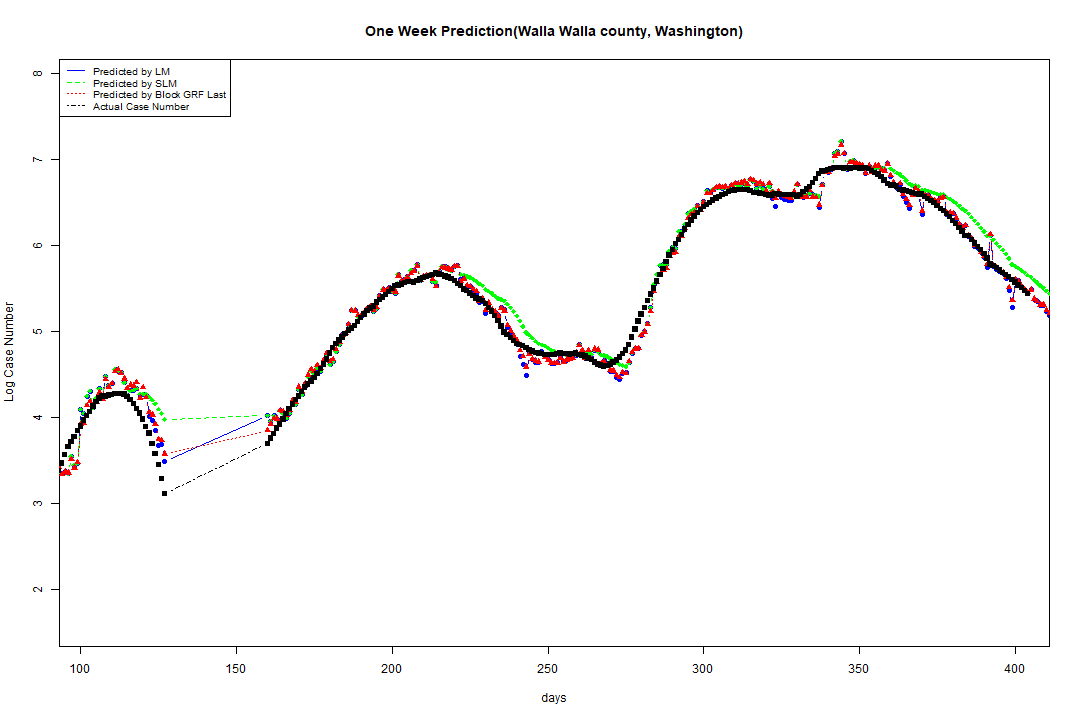 One Week Prediction(Walla Walla county, Washington)
Predicted by LM
Predicted by SLM
Predicted by Block GRF Last
Actual Case Number
8
7
6
5
4
3
2
Log Case Number
100 150 200 250 300 350 400
days